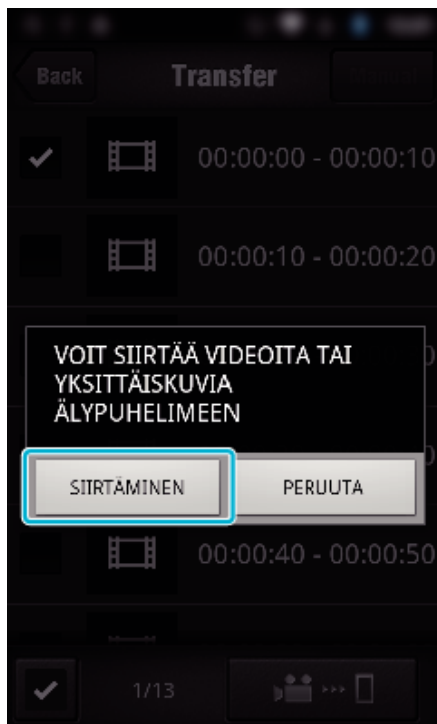 Back Transfer Manual
00:00:00 - 00:00:10
00:00:10 - 00:00:20
VOIT SIIRTÄÄ VIDEOITA TAI
YKSITTÄISKUVIA
ÄLYPUHELIMEEN
SIIRTÄMINEN PERUUTA
00:00:40 - 00:00:50
1/13